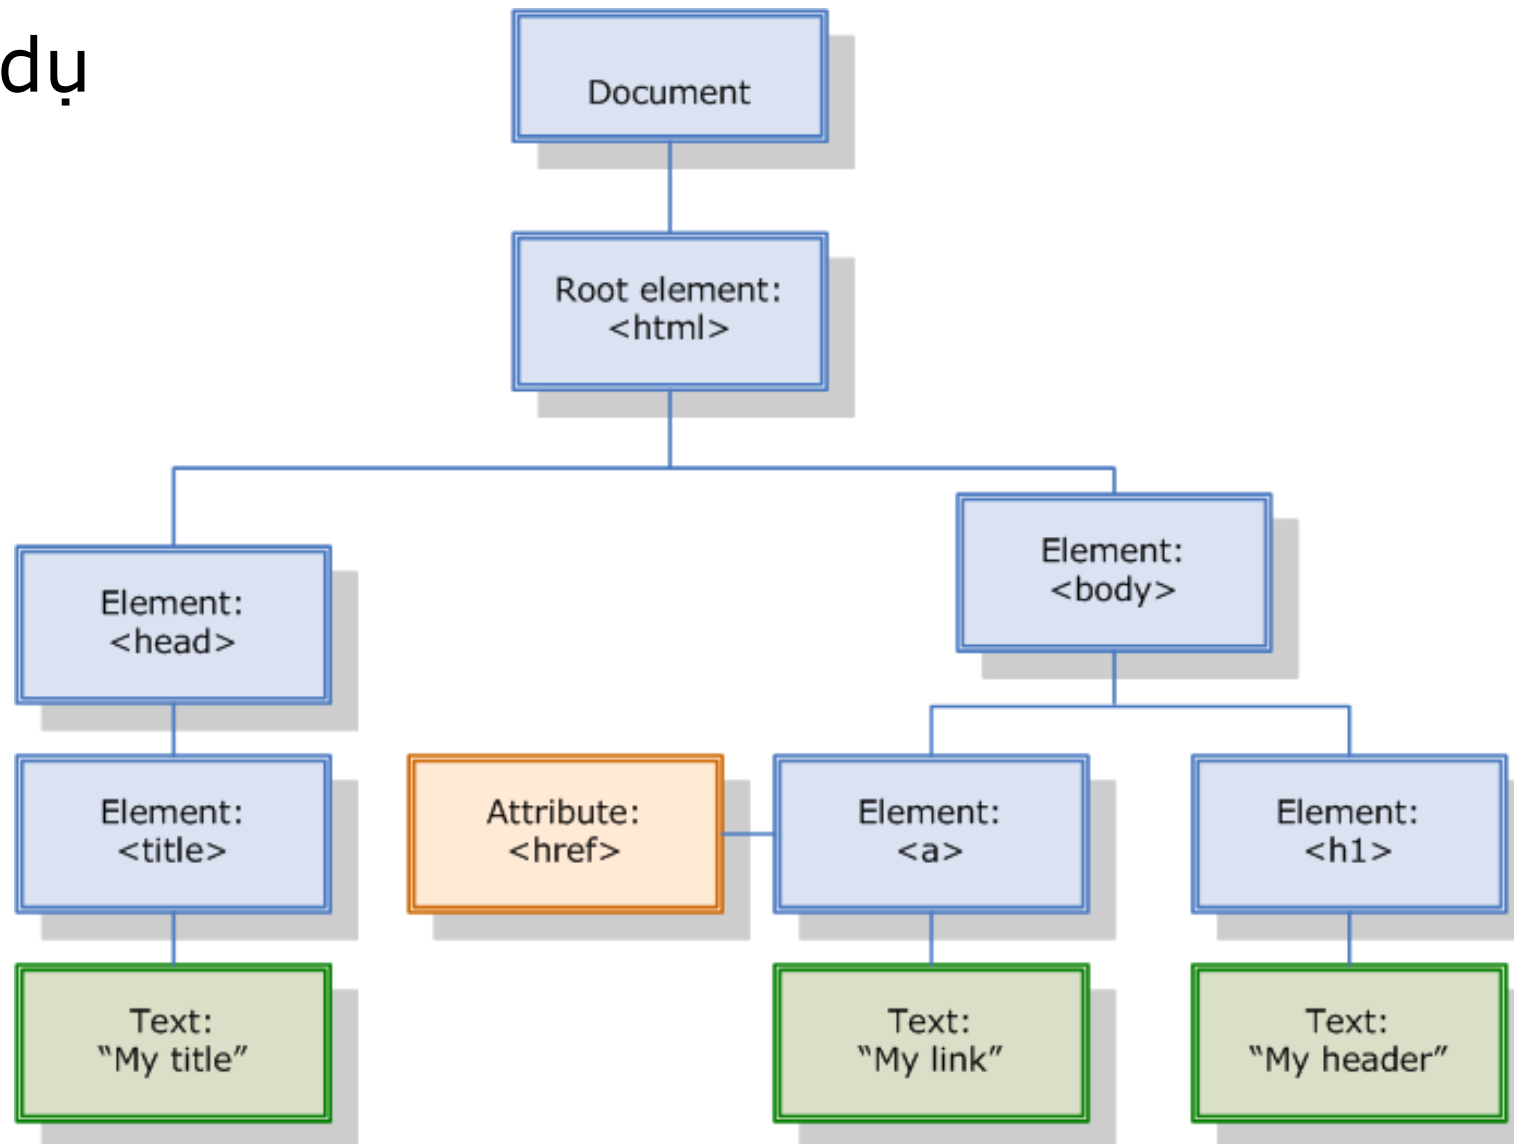 dụ
Document
Root element:
<html>
Element:
<head>
Element:
<body>
Element:
<title>
Attribute:
<href>
Element:
<a>
Element:
<h1>
Text:
“My title”
Text:
“My link”
Text:
“My header”